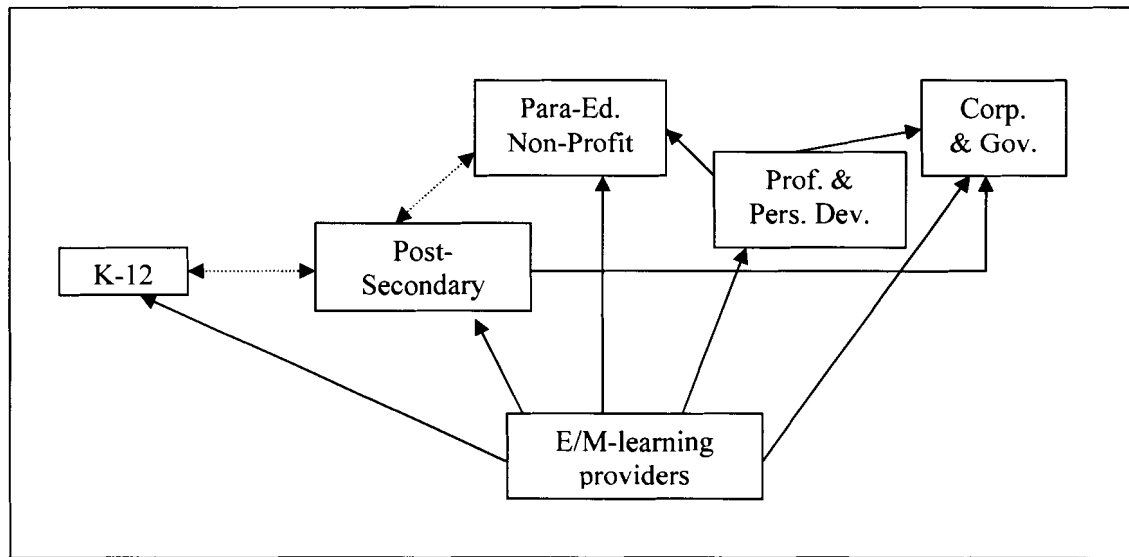 Para-Ed.
Non-Profit
Corp.
& Gov.
Prof. &
Pers. Dev.
Post-
Secondary
K-12
E/M-learning
providers